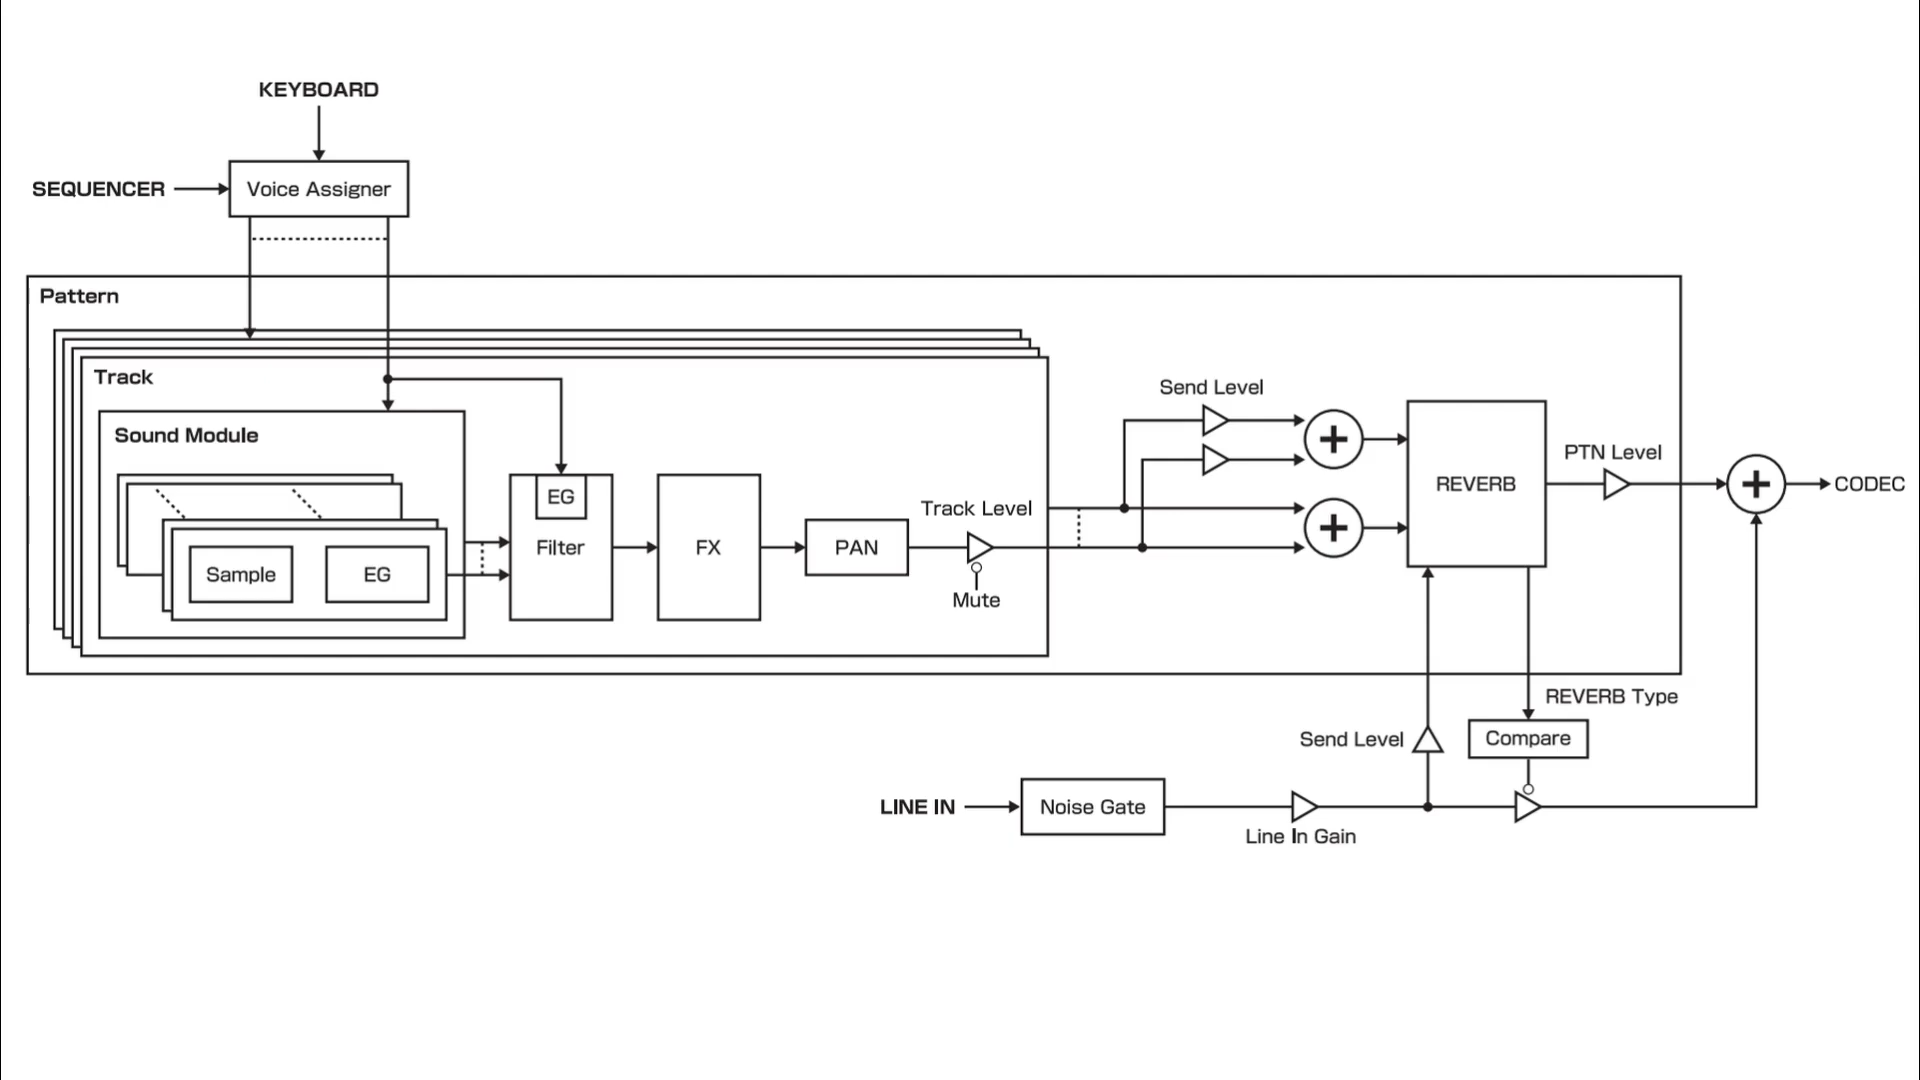 KEYBOARD
SEQUENCER
Voice Assigner
Pattern
Track
Sound Module
Sample
EG
EG
Filter
FX
PAN
Track Level
Mute
Send Level
+
+
REVERB
PTN Level
+
CODEC
REVERB Type
Send Level
Compare
LINE IN
Noise Gate
Line In Gain